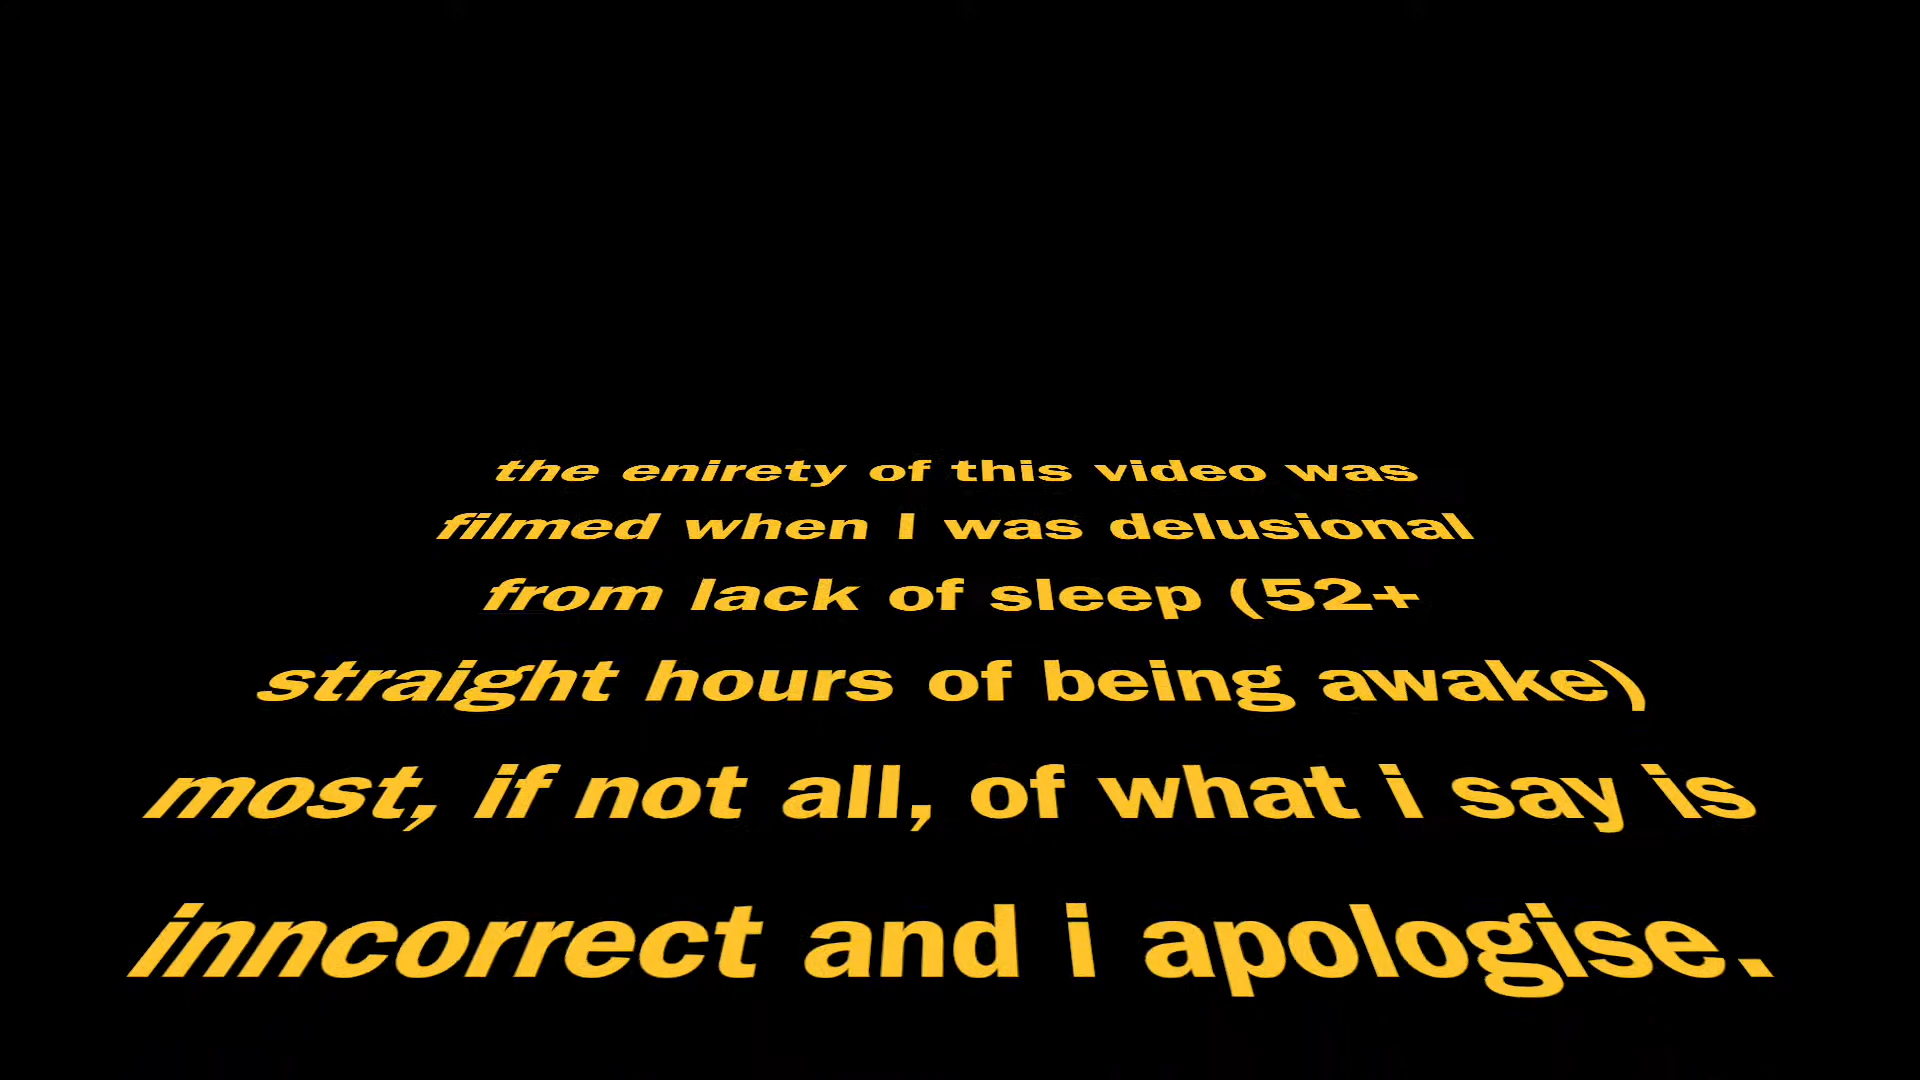 the enirety of this video was
filmed when I was delusional
from lack of sleep (52+
straight hours of being awake)
most, if not all, of what i say is
inncorrect and i apologise.